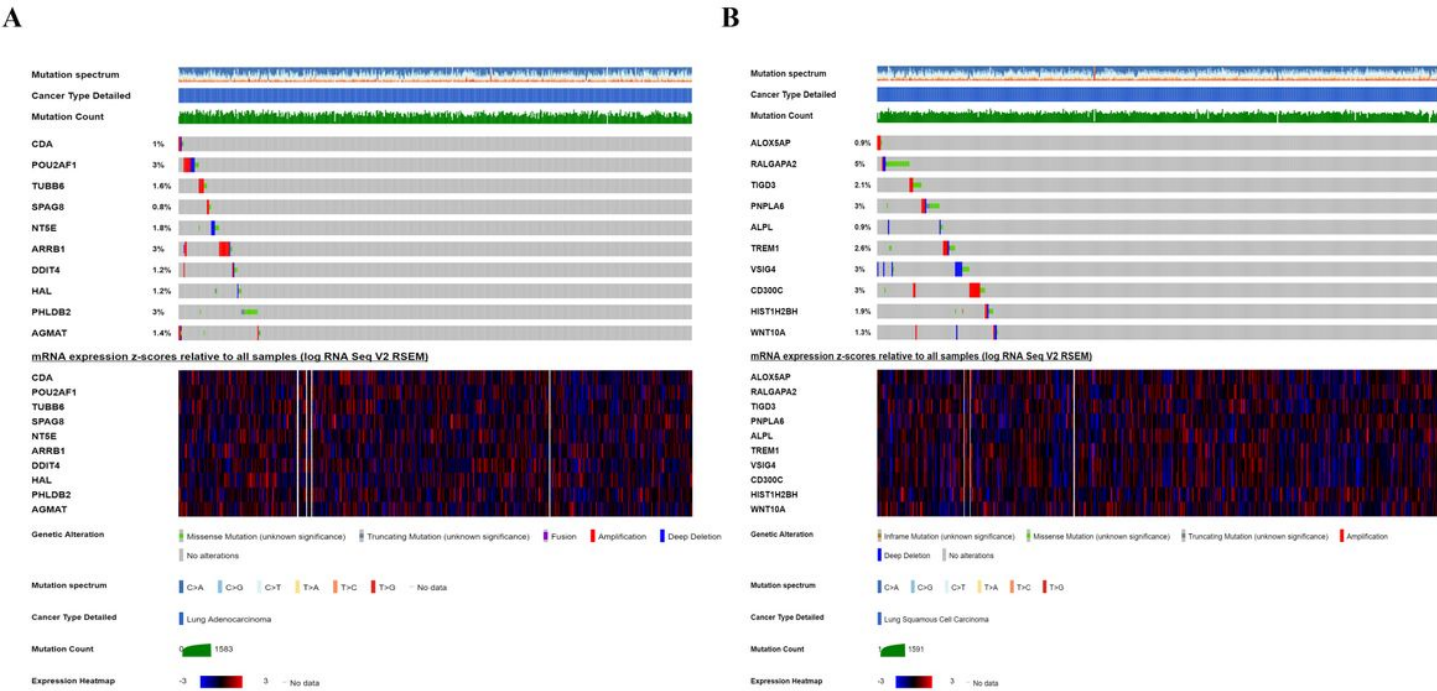 A
Mutation spectrum
Cancer Type Detailed
Mutation Count
CDA 1%
POU2AF1 3%
TUBB6 1.6%
SPAG8 0.8%
NT5E 1.8%
ARRB1 3%
DDIT4 1.2%
HAL 1.2%
PHLDB2 3%
AGMAT 1.4%
mRNA expression z-scores relative to all samples (log RNA Seq V2 RSEM)
CDA
POU2AF1
TUBB6
SPAG8
NT5E
ARRB1
DDIT4
HAL
PHLDB2
AGMAT
Genetic Alteration Missense Mutation (unknown significance) Truncating Mutation (unknown significance) Fusion Amplification Deep Deletion
No alterations
Mutation spectrum C>A C>G C>T T>A T>C T>G No data
Cancer Type Detailed Lung Adenocarcinoma
Mutation Count 0 1583
Expression Heatmap -3 3 No data
B
Mutation spectrum
Cancer Type Detailed
Mutation Count
ALOX5AP 0.9%
RALGAPA2 5%
TIGD3 2.1%
PNPLA6 3%
ALPL 0.9%
TREM1 2.6%
VSIG4 3%
CD300C 3%
HIST1H2BH 1.9%
WNT10A 1.3%
mRNA expression z-scores relative to all samples (log RNA Seq V2 RSEM)
ALOX5AP
RALGAPA2
TIGD3
PNPLA6
ALPL
TREM1
VSIG4
CD300C
HIST1H2BH
WNT10A
Genetic Alteration Inframe Mutation (unknown significance) Missense Mutation (unknown significance) Truncating Mutation (unknown significance) Amplification
Deep Deletion No alterations
Mutation spectrum C>A C>G C>T T>A T>C T>G
Cancer Type Detailed Lung Squamous Cell Carcinoma
Mutation Count 1 1591
Expression Heatmap -3 3 No data